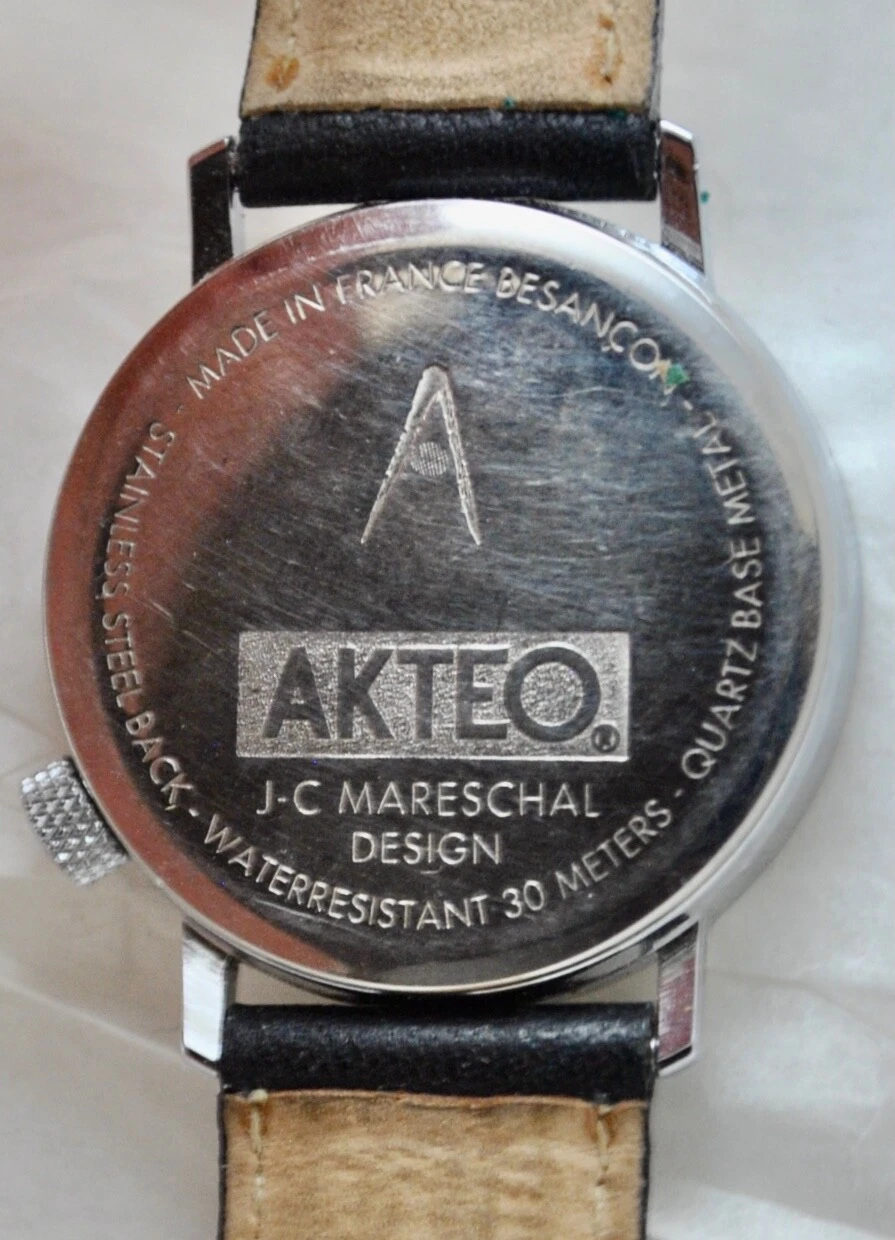 MADE IN FRANCE BESANÇON - QUARTZ BASE METAL - WATERRESISTANT 30 METERS - STAINLESS STEEL BACK -
A
AKTEO®
J-C MARESCHAL
DESIGN